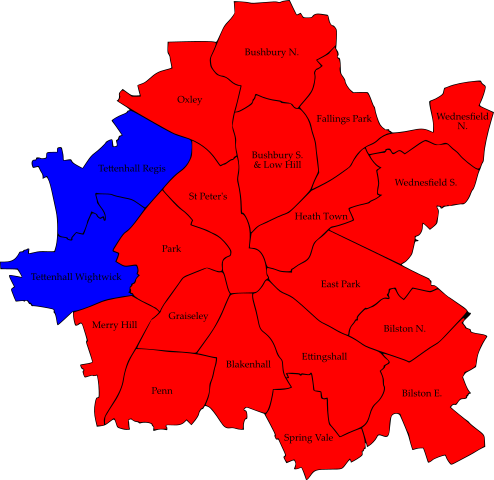 Bushbury N.
Oxley
Fallings Park
Wednesfield
N.
Bushbury S.
& Low Hill
Tettenhall Regis
Wednesfield S.
St Peter's
Heath Town
Park
Tettenhall Wightwick
East Park
Graiseley
Merry Hill
Bilston N.
Ettingshall
Blakenhall
Penn
Bilston E.
Spring Vale